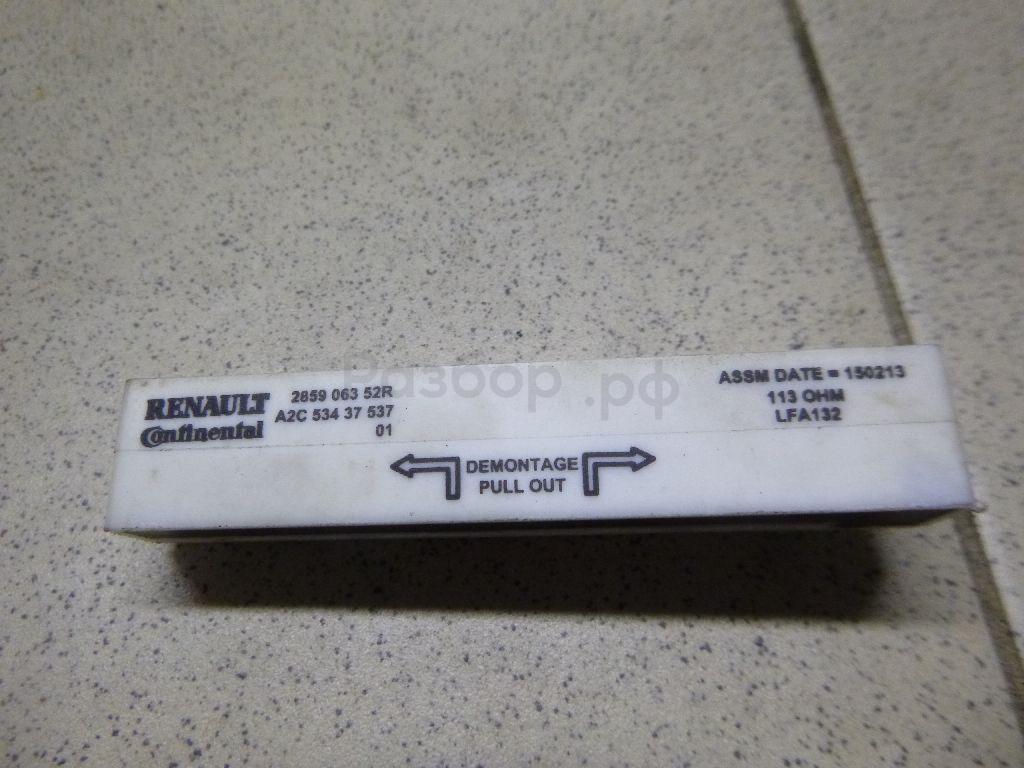 RENAULT
Continental
2859 063 52R
A2C 534 37 537
01
Разбор.рф
ASSM DATE = 150213
113 OHM
LFA132
DEMONTAGE
PULL OUT